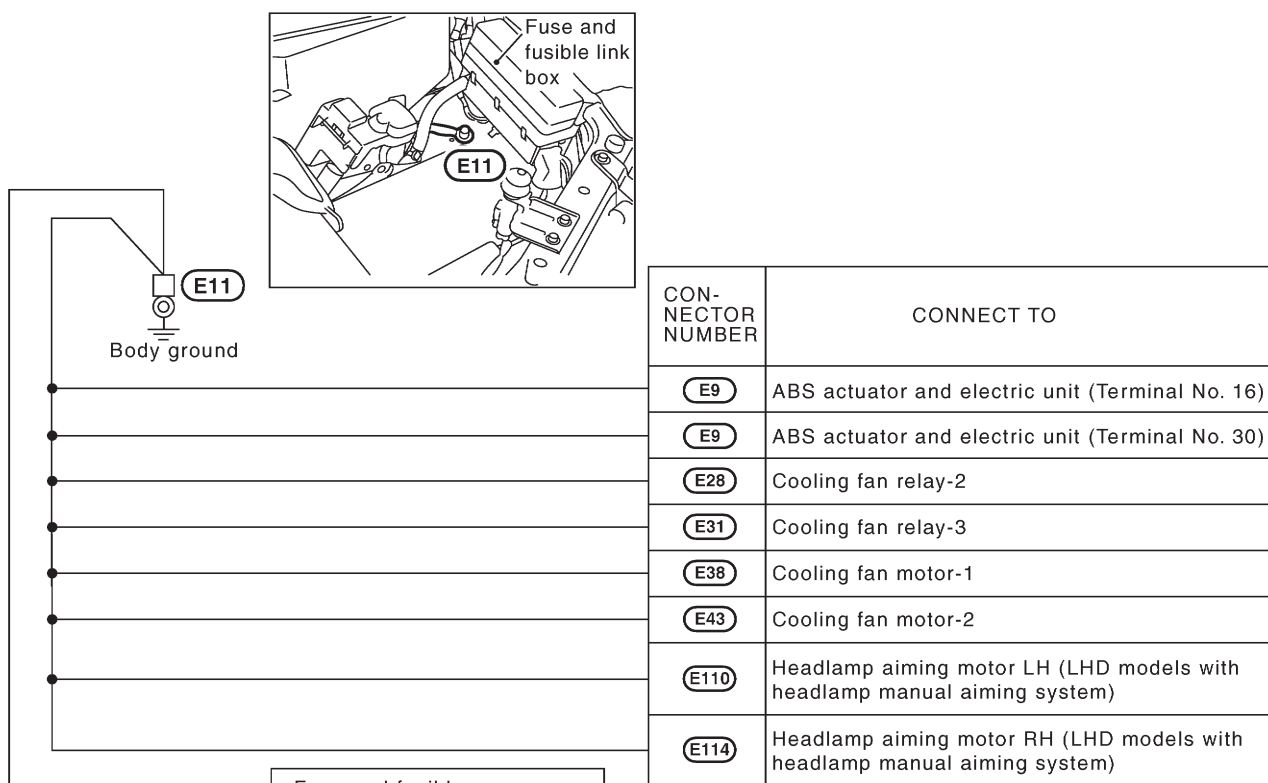 Fuse and
fusible link
box
E11
E11
Body ground
CON-
NECTOR
NUMBER
CONNECT TO
E9 ABS actuator and electric unit (Terminal No. 16)
E9 ABS actuator and electric unit (Terminal No. 30)
E28 Cooling fan relay-2
E31 Cooling fan relay-3
E38 Cooling fan motor-1
E43 Cooling fan motor-2
E110 Headlamp aiming motor LH (LHD models with
headlamp manual aiming system)
E114 Headlamp aiming motor RH (LHD models with
headlamp manual aiming system)